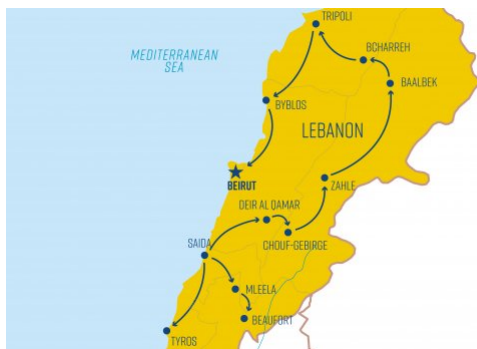 TRIPOLI
MEDITERRANEAN
SEA
BCHARREH
BAALBEK
BYBLOS
LEBANON
BEIRUT
ZAHLE
DEIR AL QAMAR
SAIDA
CHOUF-GEBIRGE
MLEELA
BEAUFORT
TYROS